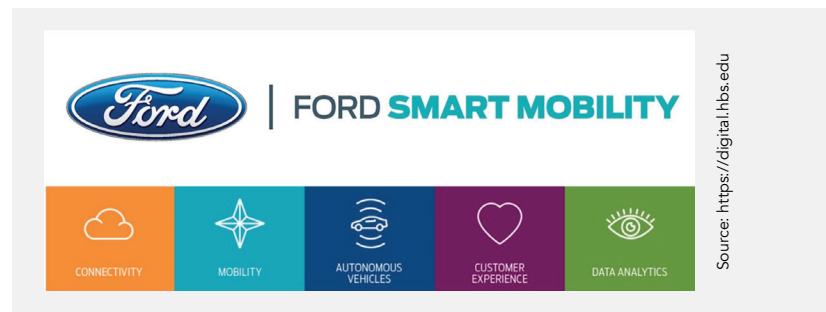 Ford | FORD SMART MOBILITY
CONNECTIVITY
MOBILITY
AUTONOMOUS
VEHICLES
CUSTOMER
EXPERIENCE
DATA ANALYTICS
Source: https://digital.hbs.edu